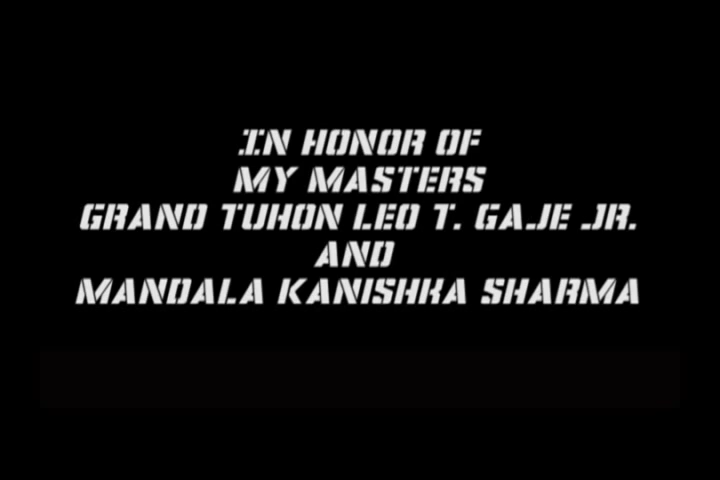 IN HONOR OF
MY MASTERS
GRAND TUHON LEO T. GAJE JR.
AND
MANDALA KANISHKA SHARMA